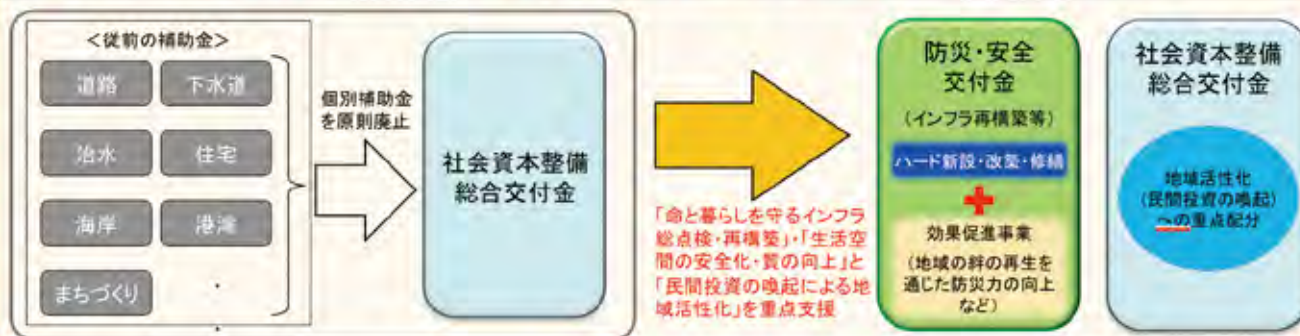 <従前の補助金>
道路
下水道
治水
住宅
海岸
港湾
まちづくり
・
・
個別補助金
を原則廃止
社会資本整備
総合交付金
「命と暮らしを守るインフラ
総点検・再構築」・「生活空
間の安全化・質の向上」と
「民間投資の喚起による地
域活性化」を重点支援
防災・安全
交付金
(インフラ再構築等)
ハード新設・改築・修繕
+
効果促進事業
(地域の絆の再生を
通じた防災力の向上
など)
社会資本整備
総合交付金
地域活性化
(民間投資の喚起)
への重点配分